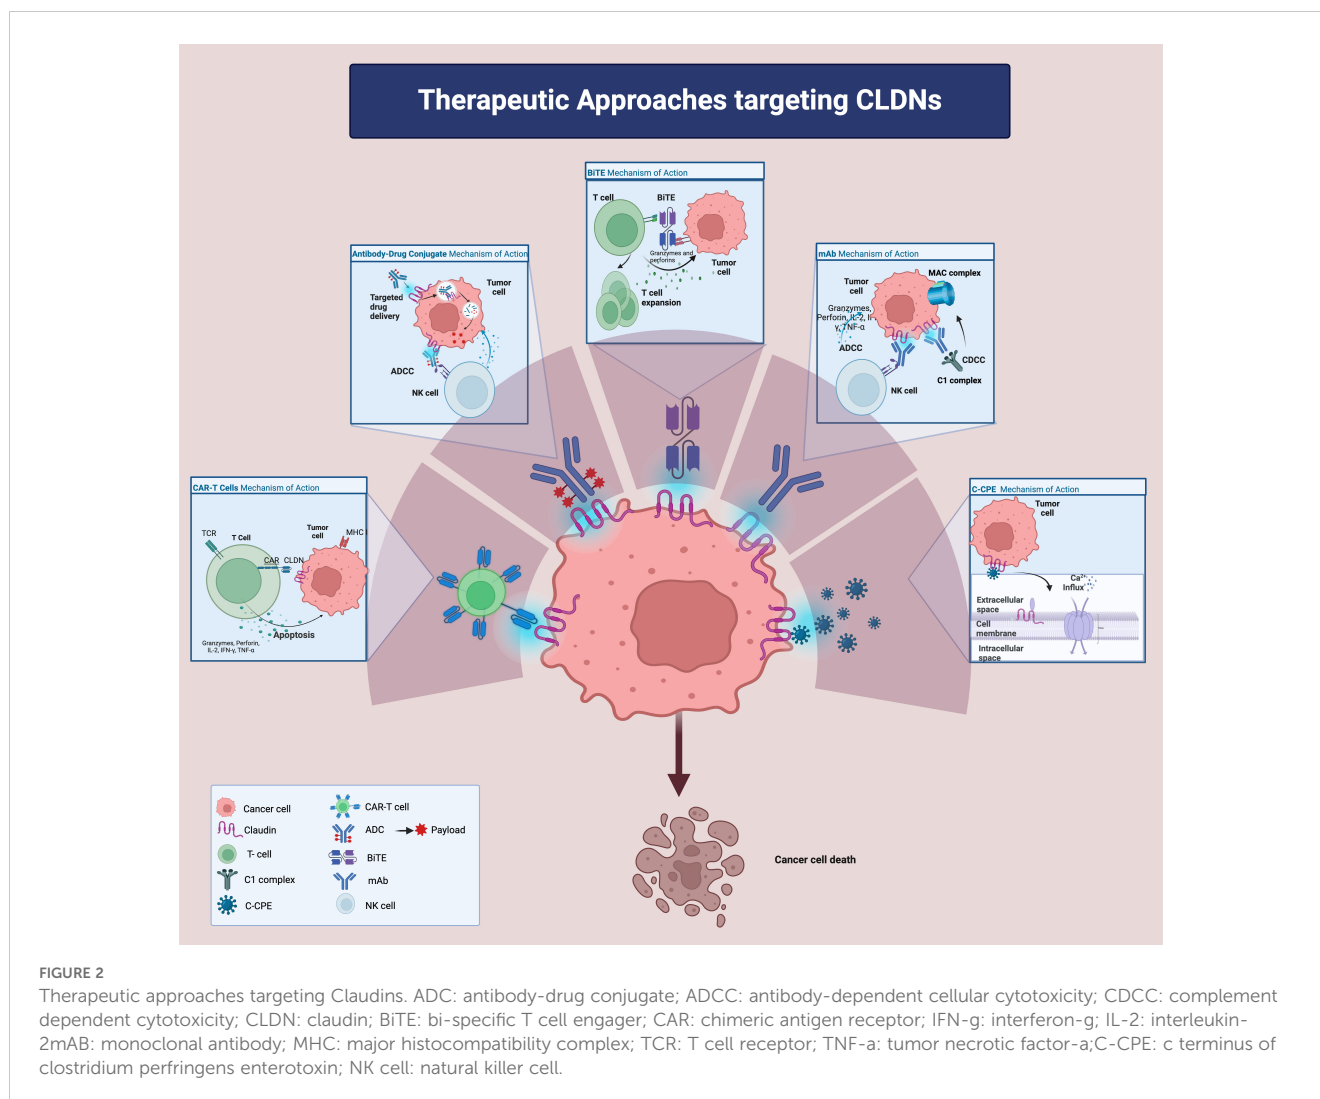 Therapeutic Approaches targeting CLDNs
BiTE Mechanism of Action
T cell
BiTE
Granzymes and
perforins
Tumor
cell
T cell
expansion
Antibody-Drug Conjugate Mechanism of Action
Targeted
drug
delivery
Tumor
cell
ADCC
NK cell
mAb Mechanism of Action
Tumor
cell
MAC complex
Granzymes,
Perforin, IL-2, IF
γ, TNF-α
ADCC
CDCC
C1 complex
NK cell
CAR-T Cells Mechanism of Action
TCR
T Cell
Tumor
cell
MHC I
CAR
CLDN
Apoptosis
Granzymes, Perforin,
IL-2, IFN-γ, TNF-α
C-CPE Mechanism of Action
Tumor
cell
Ca²⁺
Influx
Extracellular
space
Cell
membrane
Intracellular
space
Cancer cell
Claudin
T- cell
C1 complex
C-CPE
CAR-T cell
ADC
Payload
BiTE
mAb
NK cell
Cancer cell death
FIGURE 2
Therapeutic approaches targeting Claudins. ADC: antibody-drug conjugate; ADCC: antibody-dependent cellular cytotoxicity; CDCC: complement
dependent cytotoxicity; CLDN: claudin; BiTE: bi-specific T cell engager; CAR: chimeric antigen receptor; IFN-g: interferon-g; IL-2: interleukin-
2mAB: monoclonal antibody; MHC: major histocompatibility complex; TCR: T cell receptor; TNF-a: tumor necrotic factor-a;C-CPE: c terminus of
clostridium perfringens enterotoxin; NK cell: natural killer cell.